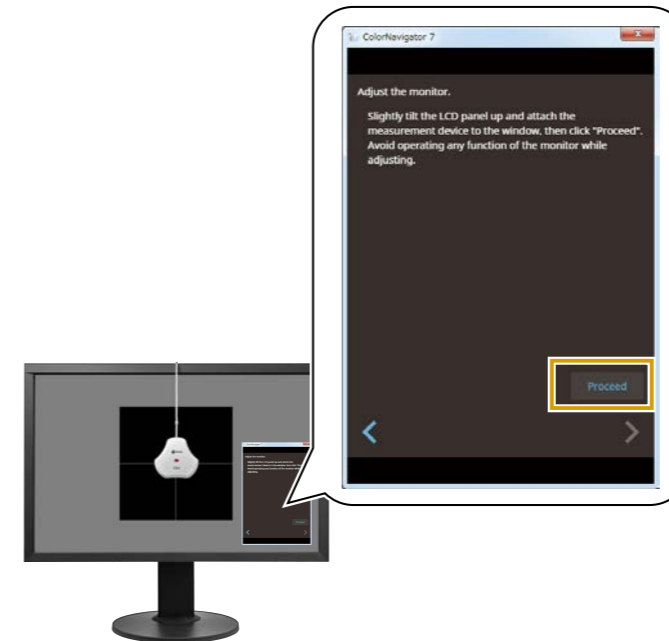 ColorNavigator 7
Adjust the monitor.
Slightly tilt the LCD panel up and attach the
measurement device to the window, then click "Proceed".
Avoid operating any function of the monitor while
adjusting.
Proceed